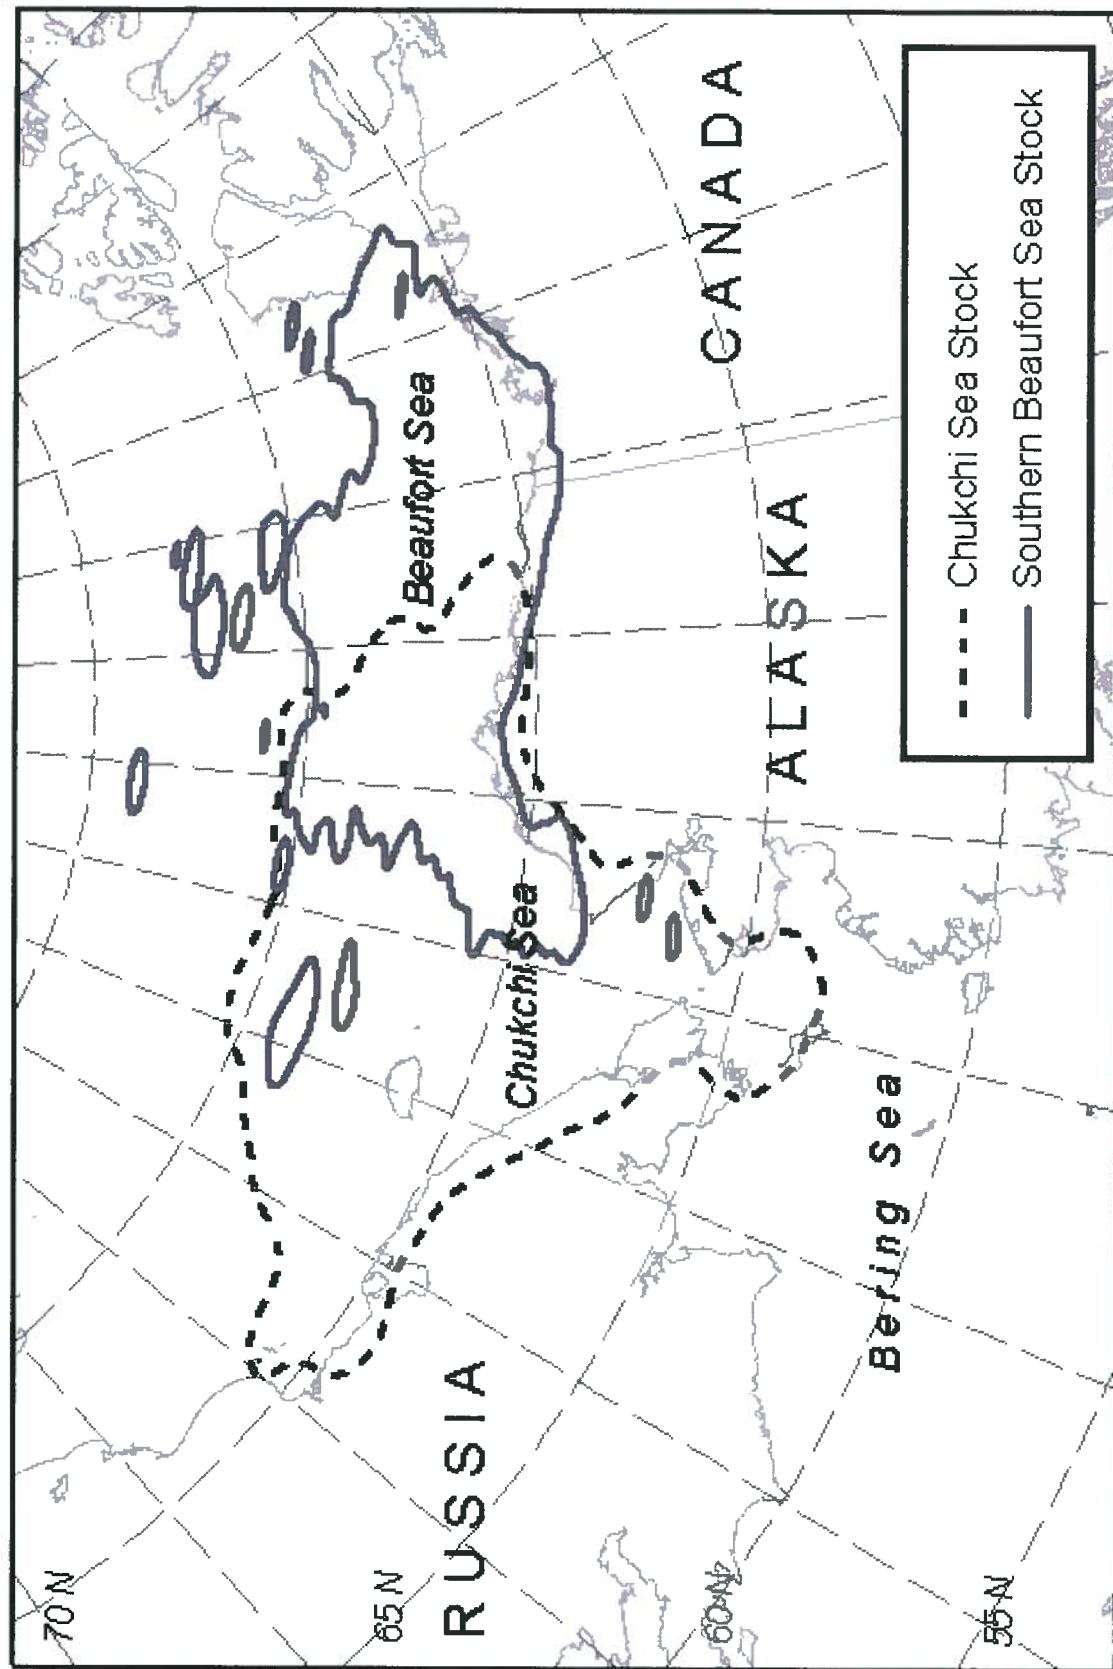 70 N
65 N
60 N
55 N
RUSSIA
Chukchi Sea
Beaufort Sea
Bering Sea
ALASKA
CANADA
Chukchi Sea Stock
Southern Beaufort Sea Stock